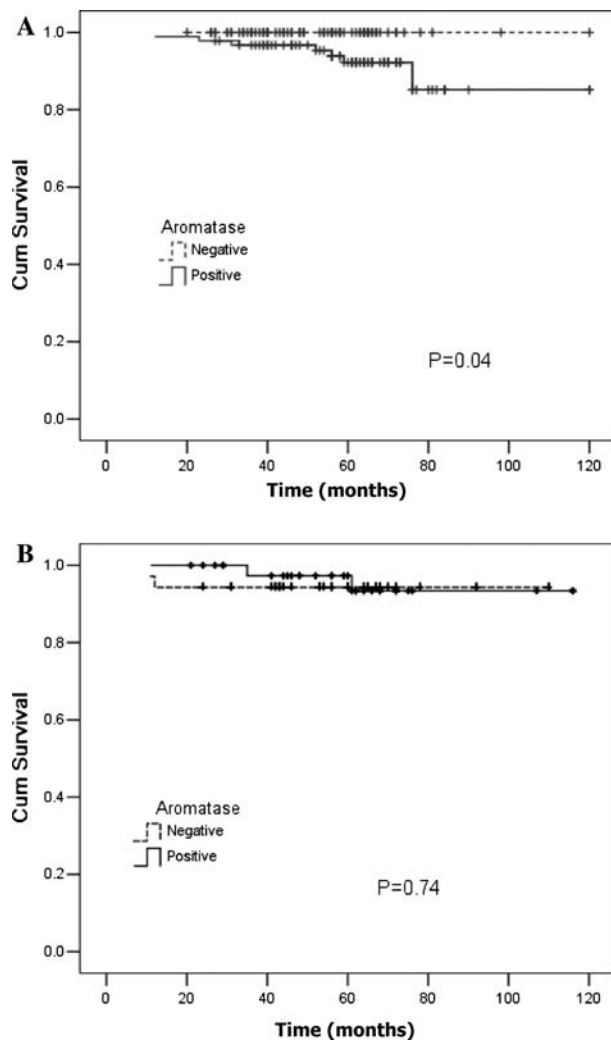 A
1.0
0.8
0.6
0.4
0.2
0.0
Cum Survival
Aromatase
Negative
Positive
P=0.04
0 20 40 60 80 100 120
Time (months)
B
1.0
0.8
0.6
0.4
0.2
0.0
Cum Survival
Aromatase
Negative
Positive
P=0.74
0 20 40 60 80 100 120
Time (months)